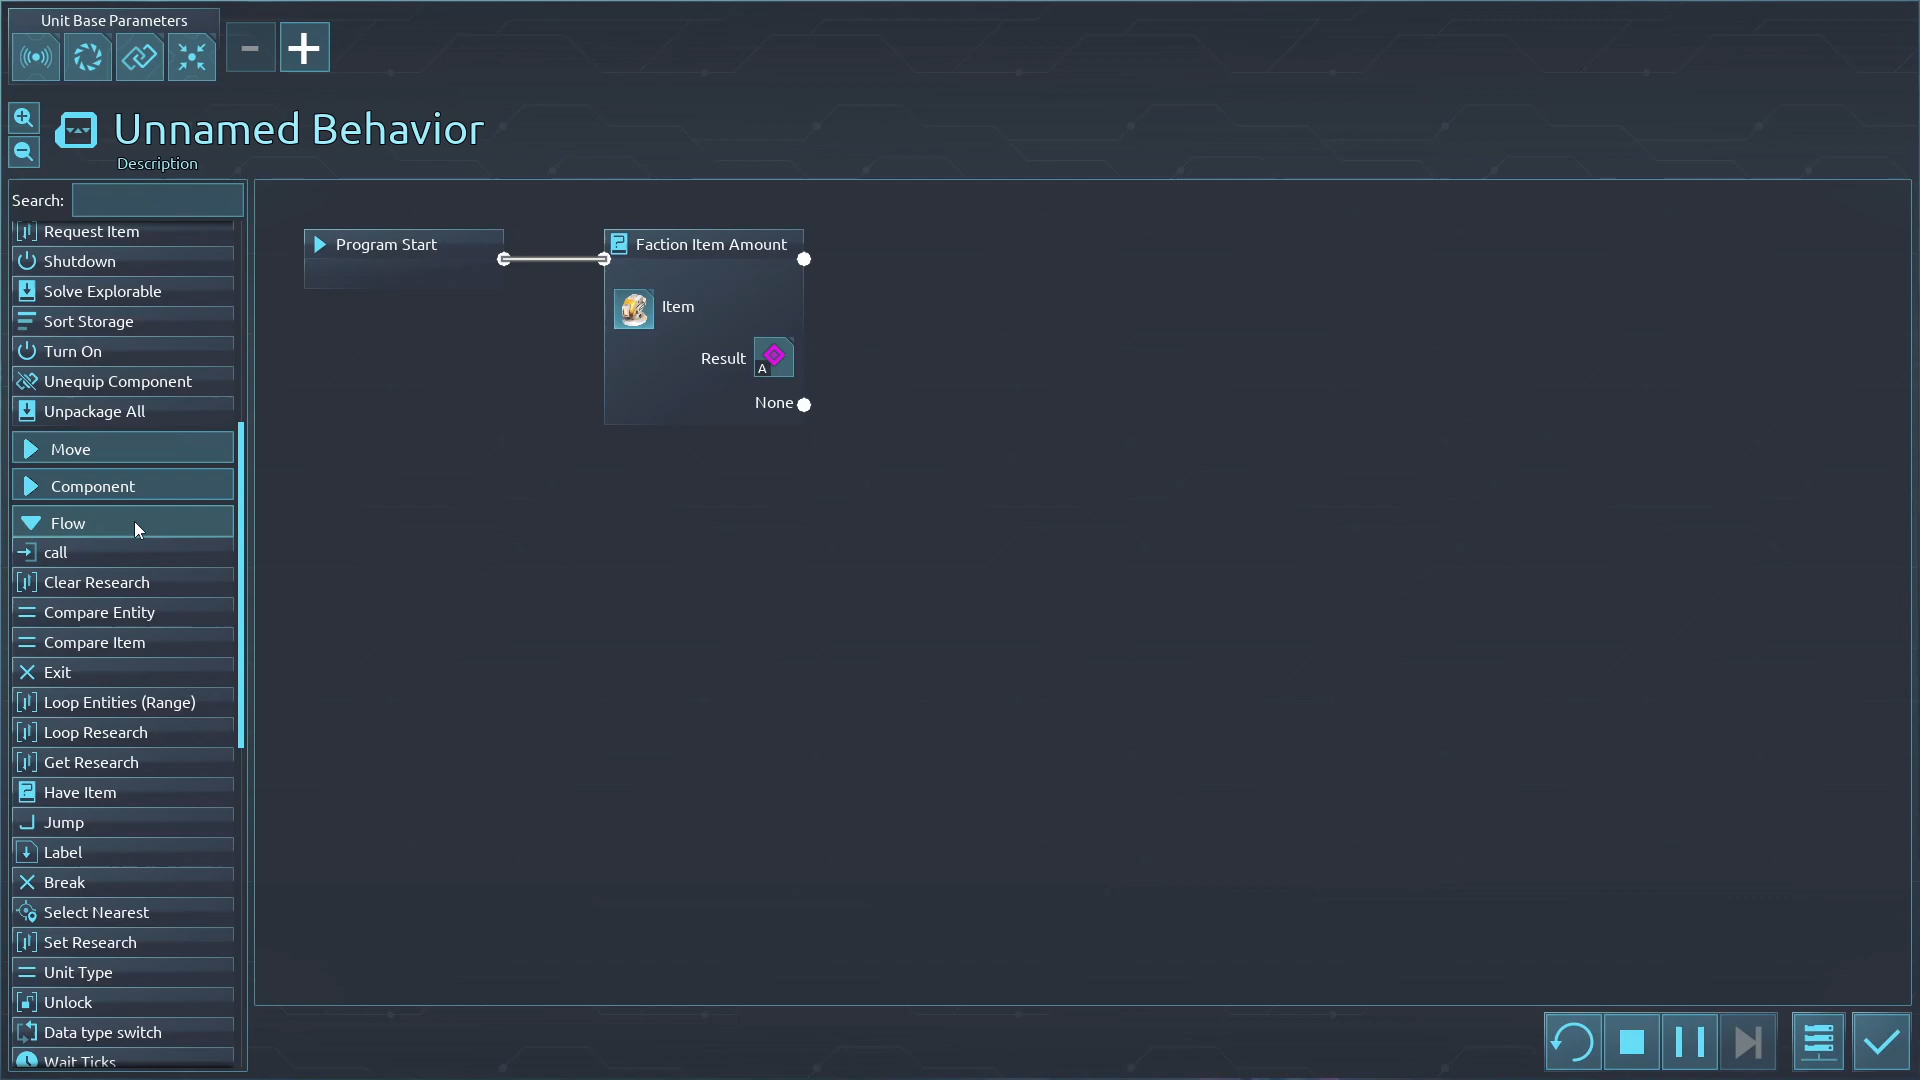 Unit Base Parameters
Unnamed Behavior
Description
Search:
Request Item
Shutdown
Solve Explorable
Sort Storage
Turn On
Unequip Component
Unpackage All
Move
Component
Flow
call
Clear Research
Compare Entity
Compare Item
Exit
Loop Entities (Range)
Loop Research
Get Research
Have Item
Jump
Label
Break
Select Nearest
Set Research
Unit Type
Unlock
Data type switch
Wait Ticks
Program Start
Faction Item Amount
Item
Result
A
None